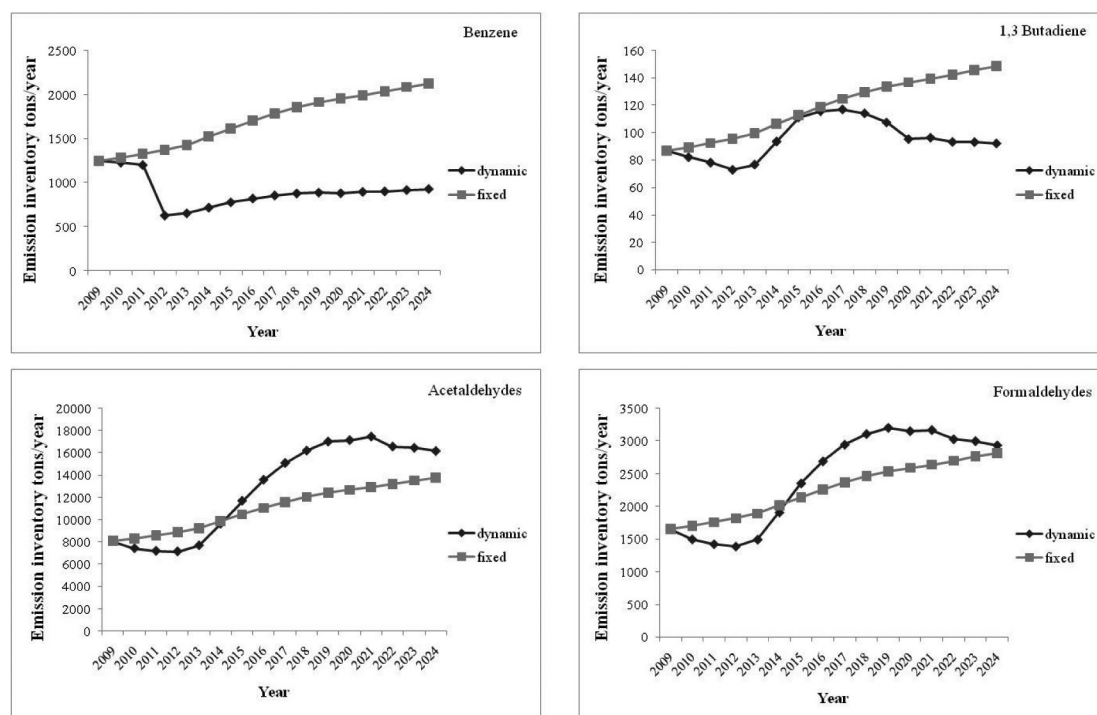 Benzene
Emission inventory tons/year
2500
2000
1500
1000
500
0
dynamic
fixed
2009 2010 2011 2012 2013 2014 2015 2016 2017 2018 2019 2020 2021 2022 2023 2024
Year
1,3 Butadiene
Emission inventory tons/year
160
140
120
100
80
60
40
20
0
dynamic
fixed
2009 2010 2011 2012 2013 2014 2015 2016 2017 2018 2019 2020 2021 2022 2023 2024
Year
Acetaldehydes
Emission inventory tons/year
20000
18000
16000
14000
12000
10000
8000
6000
4000
2000
0
dynamic
fixed
2009 2010 2011 2012 2013 2014 2015 2016 2017 2018 2019 2020 2021 2022 2023 2024
Year
Formaldehydes
Emission inventory tons/year
3500
3000
2500
2000
1500
1000
500
0
dynamic
fixed
2009 2010 2011 2012 2013 2014 2015 2016 2017 2018 2019 2020 2021 2022 2023 2024
Year